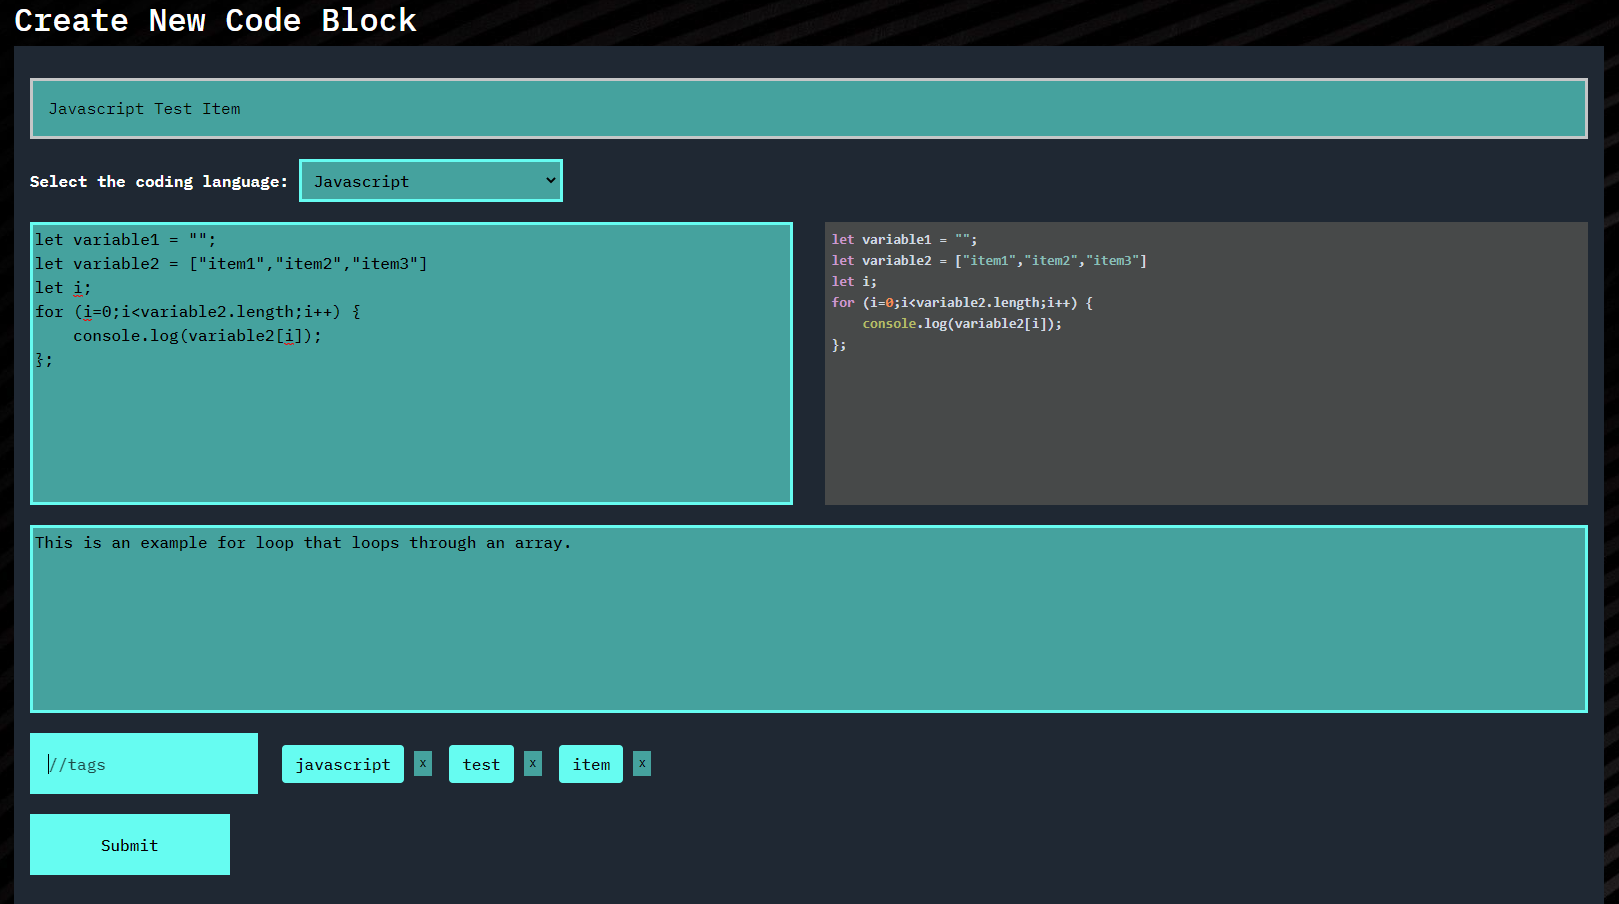 Create New Code Block
Javascript Test Item
Select the coding language: Javascript
let variable1 = "";
let variable2 = ["item1","item2","item3"]
let i;
for (i=0;i<variable2.length;i++) {
    console.log(variable2[i]);
};
let variable1 = "";
let variable2 = ["item1","item2","item3"]
let i;
for (i=0;i<variable2.length;i++) {
    console.log(variable2[i]);
};
This is an example for loop that loops through an array.
//tags javascript x test x item x
Submit